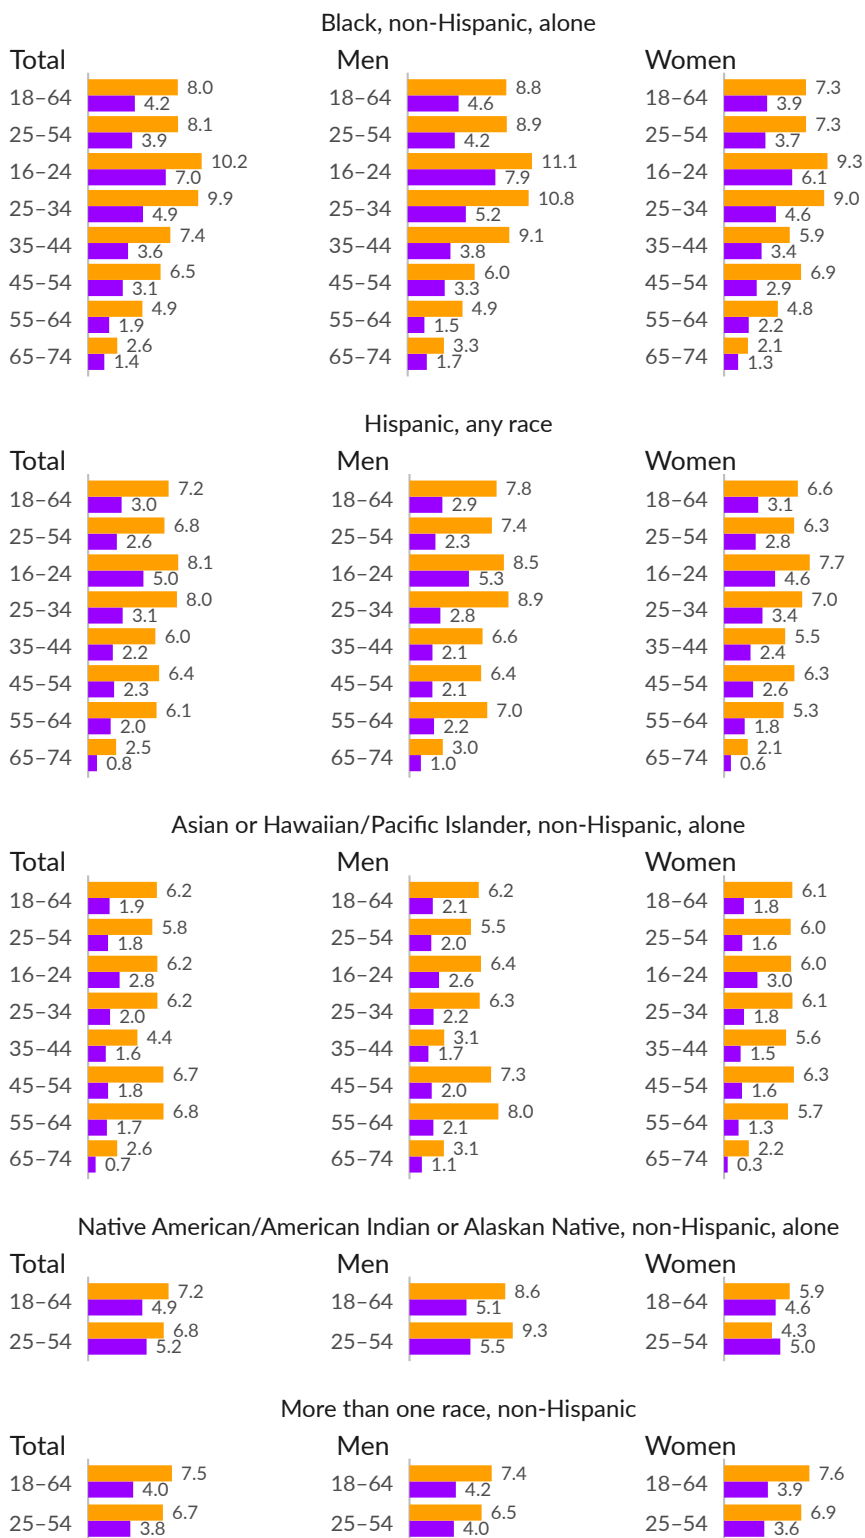 Black, non-Hispanic, alone
Total Men Women
18–64 8.0 4.2 18–64 8.8 4.6 18–64 7.3 3.9
25–54 8.1 3.9 25–54 8.9 4.2 25–54 7.3 3.7
16–24 10.2 7.0 16–24 11.1 7.9 16–24 9.3 6.1
25–34 9.9 4.9 25–34 10.8 5.2 25–34 9.0 4.6
35–44 7.4 3.6 35–44 9.1 3.8 35–44 5.9 3.4
45–54 6.5 3.1 45–54 6.0 3.3 45–54 6.9 2.9
55–64 4.9 1.9 55–64 4.9 1.5 55–64 4.8 2.2
65–74 2.6 1.4 65–74 3.3 1.7 65–74 2.1 1.3
Hispanic, any race
Total Men Women
18–64 7.2 3.0 18–64 7.8 2.9 18–64 6.6 3.1
25–54 6.8 2.6 25–54 7.4 2.3 25–54 6.3 2.8
16–24 8.1 5.0 16–24 8.5 5.3 16–24 7.7 4.6
25–34 8.0 3.1 25–34 8.9 2.8 25–34 7.0 3.4
35–44 6.0 2.2 35–44 6.6 2.1 35–44 5.5 2.4
45–54 6.4 2.3 45–54 6.4 2.1 45–54 6.3 2.6
55–64 6.1 2.0 55–64 7.0 2.2 55–64 5.3 1.8
65–74 2.5 0.8 65–74 3.0 1.0 65–74 2.1 0.6
Asian or Hawaiian/Pacific Islander, non-Hispanic, alone
Total Men Women
18–64 6.2 1.9 18–64 6.2 2.1 18–64 6.1 1.8
25–54 5.8 1.8 25–54 5.5 2.0 25–54 6.0 1.6
16–24 6.2 2.8 16–24 6.4 2.6 16–24 6.0 3.0
25–34 6.2 2.0 25–34 6.3 2.2 25–34 6.1 1.8
35–44 4.4 1.6 35–44 3.1 1.7 35–44 5.6 1.5
45–54 6.7 1.8 45–54 7.3 2.0 45–54 6.3 1.6
55–64 6.8 1.7 55–64 8.0 2.1 55–64 5.7 1.3
65–74 2.6 0.7 65–74 3.1 1.1 65–74 2.2 0.3
Native American/American Indian or Alaskan Native, non-Hispanic, alone
Total Men Women
18–64 7.2 4.9 18–64 8.6 5.1 18–64 5.9 4.6
25–54 6.8 5.2 25–54 9.3 5.5 25–54 4.3 5.0
More than one race, non-Hispanic
Total Men Women
18–64 7.5 4.0 18–64 7.4 4.2 18–64 7.6 3.9
25–54 6.7 3.8 25–54 6.5 4.0 25–54 6.9 3.6